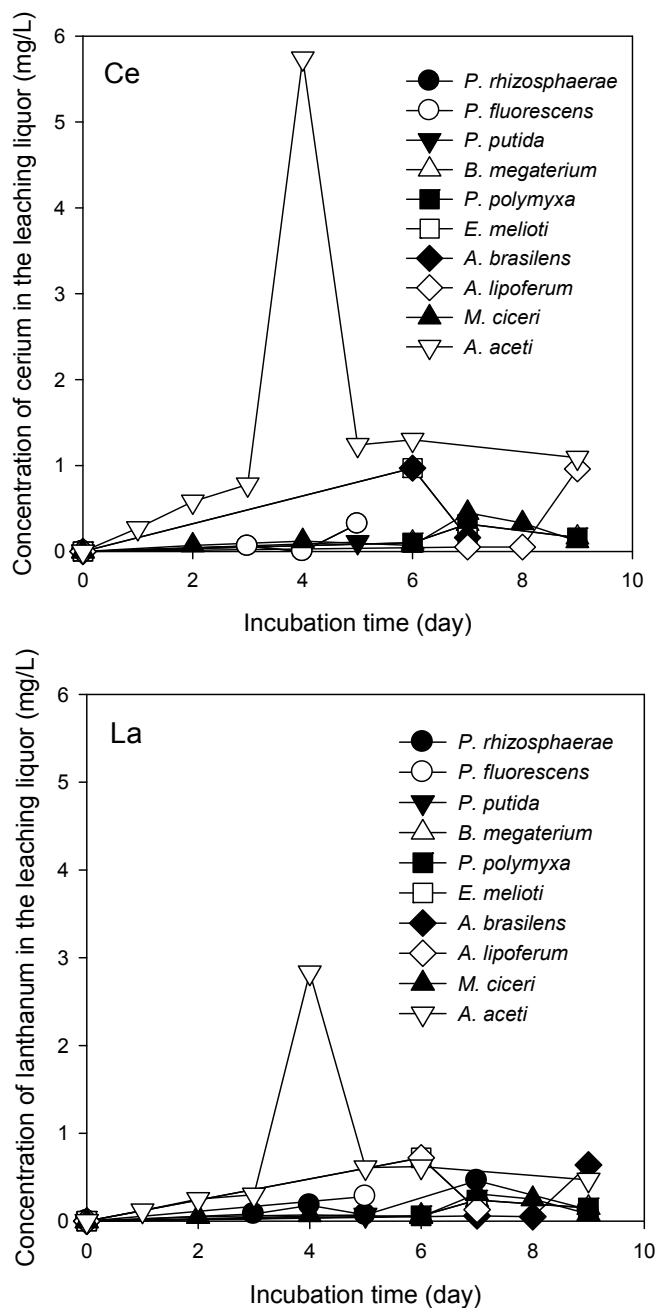 Concentration of cerium in the leaching liquor (mg/L)
6
5
4
3
2
1
0
Ce
P. rhizosphaerae
P. fluorescens
P. putida
B. megaterium
P. polymyxa
E. melioti
A. brasilens
A. lipoferum
M. ciceri
A. aceti
0 2 4 6 8 10
Incubation time (day)
Concentration of lanthanum in the leaching liquor (mg/L)
6
5
4
3
2
1
0
La
P. rhizosphaerae
P. fluorescens
P. putida
B. megaterium
P. polymyxa
E. melioti
A. brasilens
A. lipoferum
M. ciceri
A. aceti
0 2 4 6 8 10
Incubation time (day)